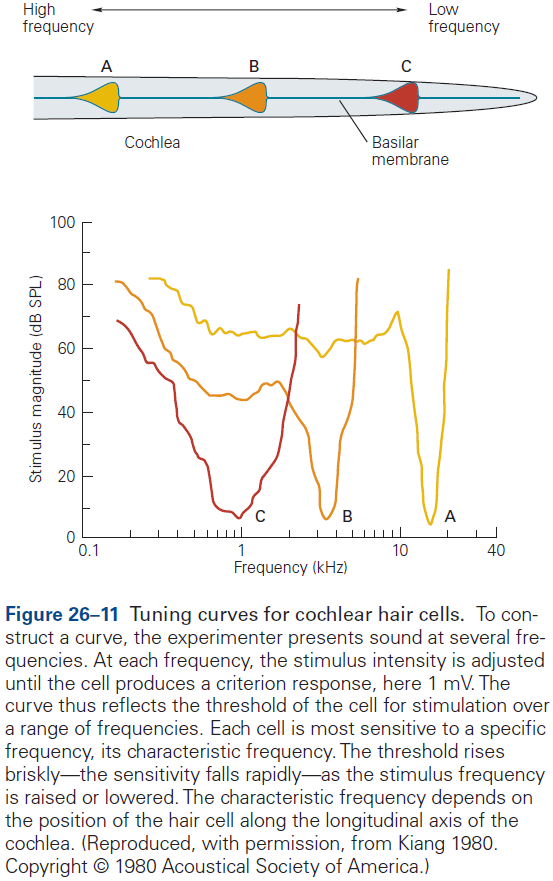 High
frequency
Low
frequency
A
B
C
Cochlea
Basilar
membrane
Stimulus magnitude (dB SPL)
100
80
60
40
20
0
C
B
A
0.1
1
10
40
Frequency (kHz)
Figure 26–11 Tuning curves for cochlear hair cells. To con-
struct a curve, the experimenter presents sound at several fre-
quencies. At each frequency, the stimulus intensity is adjusted
until the cell produces a criterion response, here 1 mV. The
curve thus reflects the threshold of the cell for stimulation over
a range of frequencies. Each cell is most sensitive to a specific
frequency, its characteristic frequency. The threshold rises
briskly—the sensitivity falls rapidly—as the stimulus frequency
is raised or lowered. The characteristic frequency depends on
the position of the hair cell along the longitudinal axis of the
cochlea. (Reproduced, with permission, from Kiang 1980.
Copyright © 1980 Acoustical Society of America.)